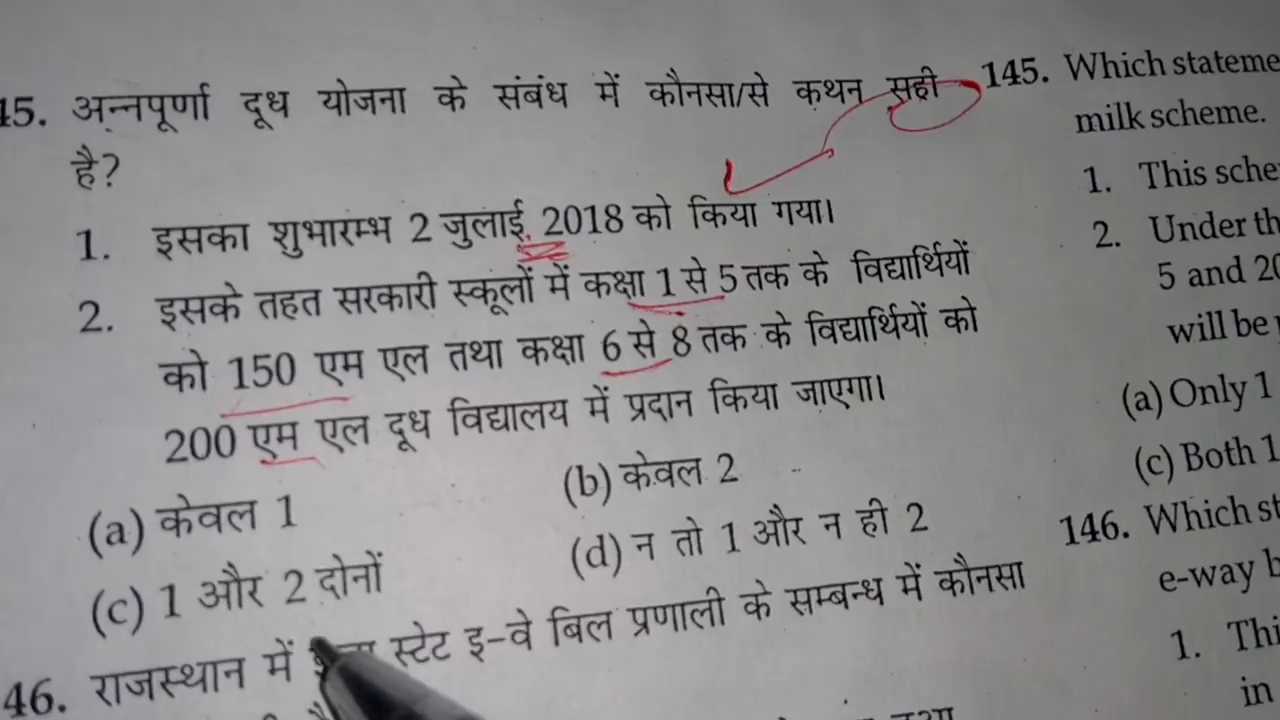 45. अन्नपूर्णा दूध योजना के संबंध में कौनसा/से कथन सही
है?
1. इसका शुभारम्भ 2 जुलाई, 2018 को किया गया।
2. इसके तहत सरकारी स्कूलों में कक्षा 1 से 5 तक के विद्यार्थियों
को 150 एम एल तथा कक्षा 6 से 8 तक के विद्यार्थियों को
200 एम एल दूध विद्यालय में प्रदान किया जाएगा।
(a) केवल 1 (b) केवल 2
(c) 1 और 2 दोनों (d) न तो 1 और न ही 2
46. राजस्थान में स्टेट इ-वे बिल प्रणाली के सम्बन्ध में कौनसा
145. Which stateme
milk scheme.
1. This sche
2. Under th
5 and 20
will be
(a) Only 1
(c) Both 1
146. Which st
e-way b
1. Thi
in